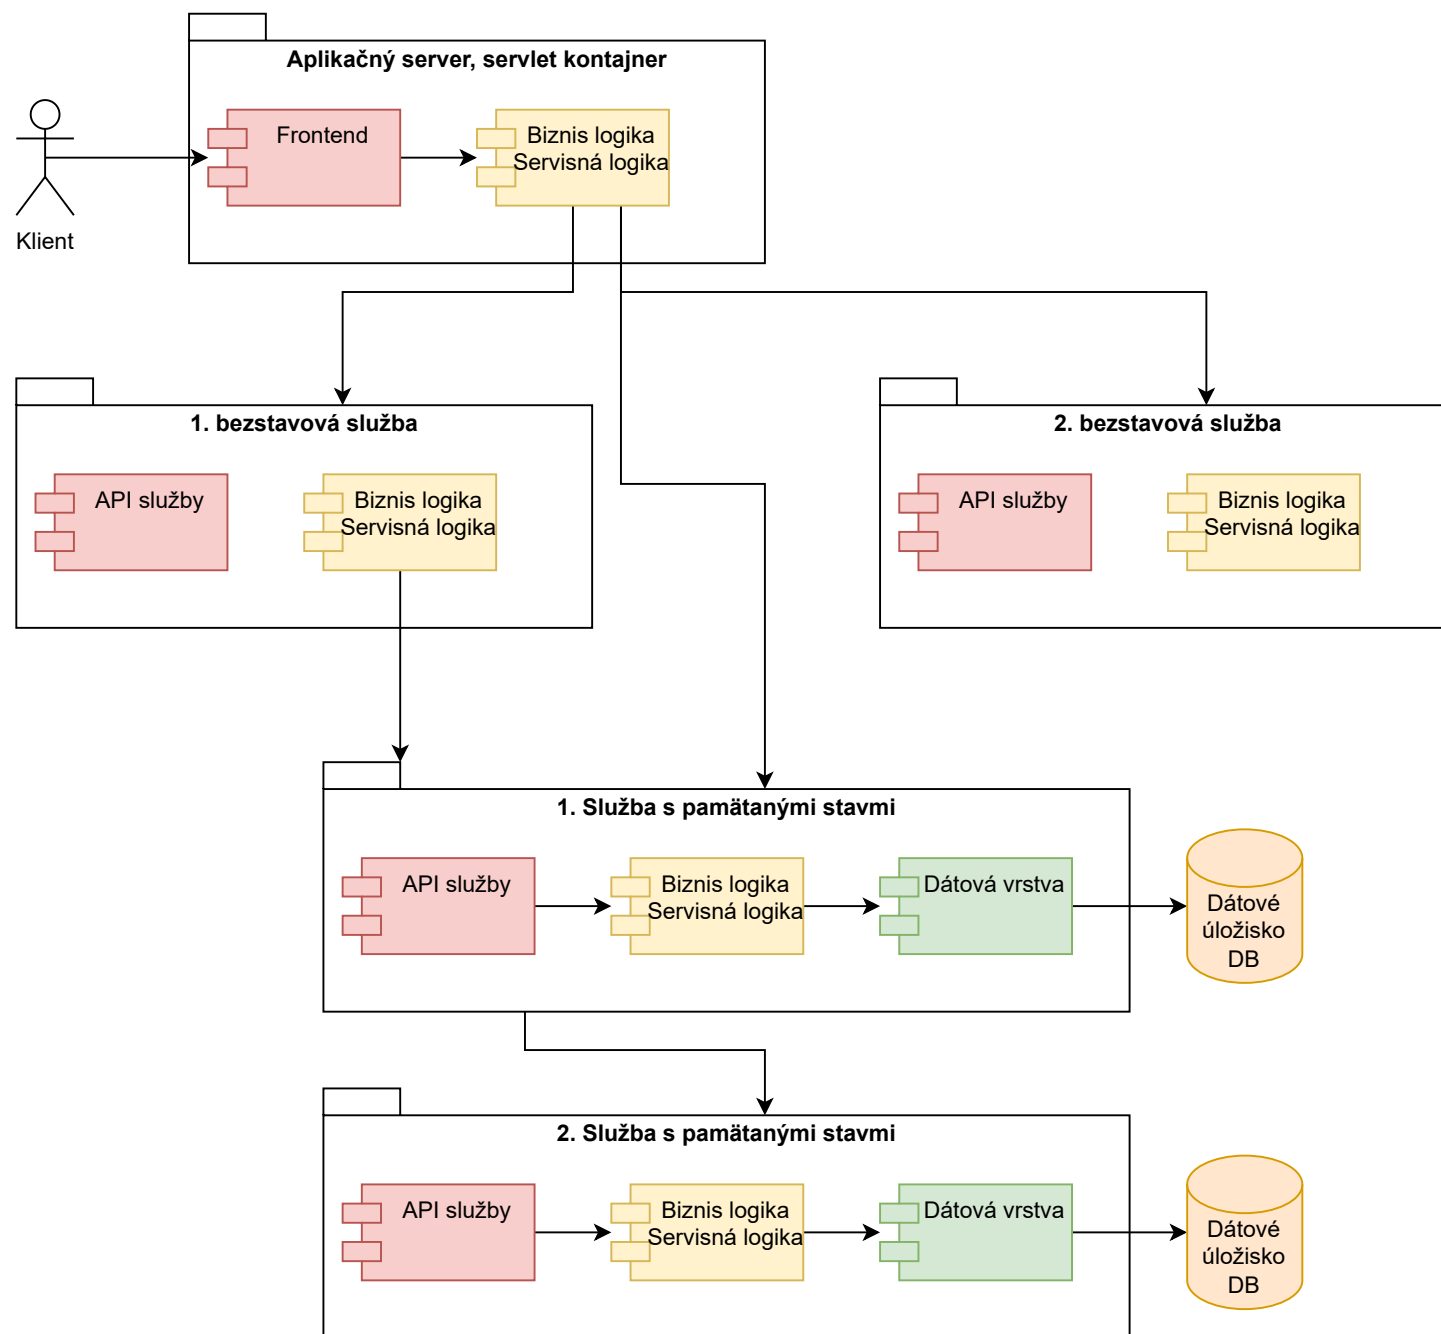 Aplikačný server, servlet kontajner
Frontend
Biznis logika
Servisná logika
Klient
1. bezstavová služba
API služby
Biznis logika
Servisná logika
2. bezstavová služba
API služby
Biznis logika
Servisná logika
1. Služba s pamätanými stavmi
API služby
Biznis logika
Servisná logika
Dátová vrstva
Dátové
úložisko
DB
2. Služba s pamätanými stavmi
API služby
Biznis logika
Servisná logika
Dátová vrstva
Dátové
úložisko
DB